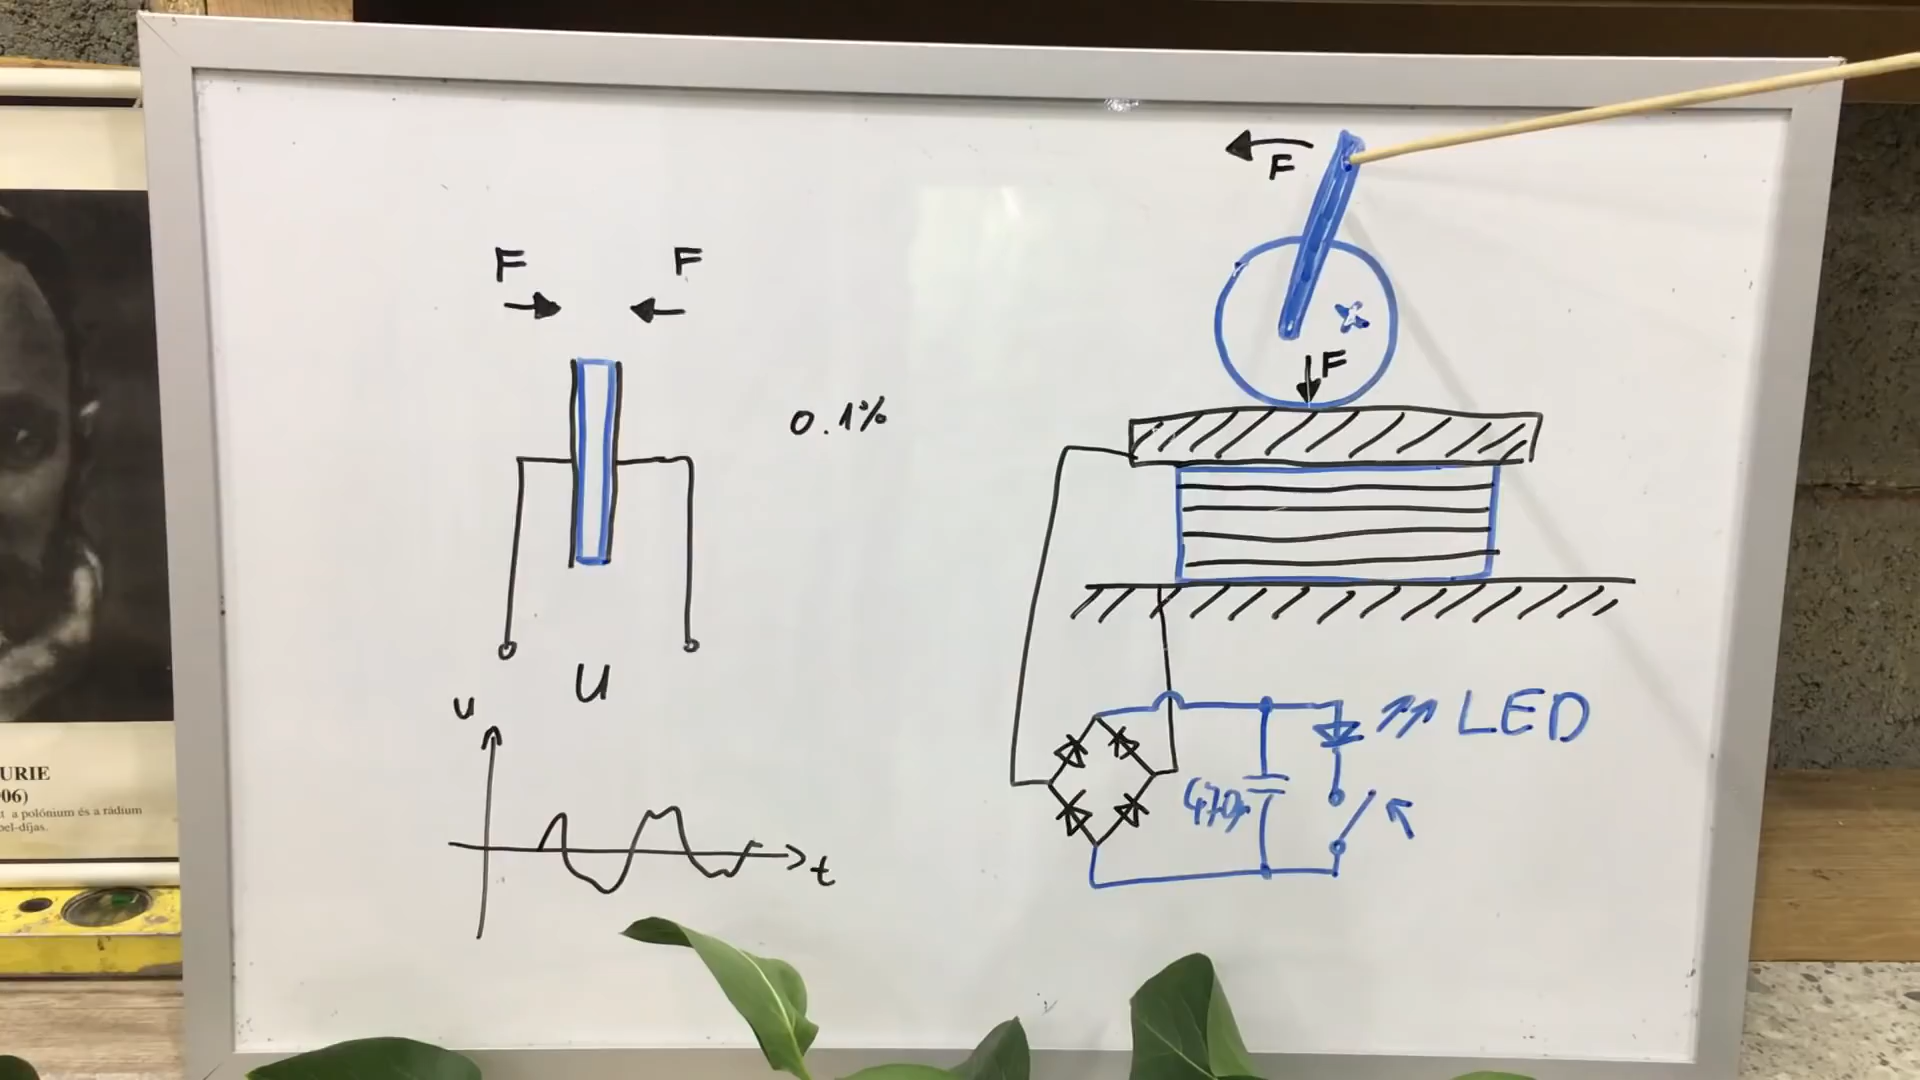 F
F
F
F
0.1%
U
u
t
470µ
LED
URIE
06)
t a polónium és a rádium
bel-díjas.